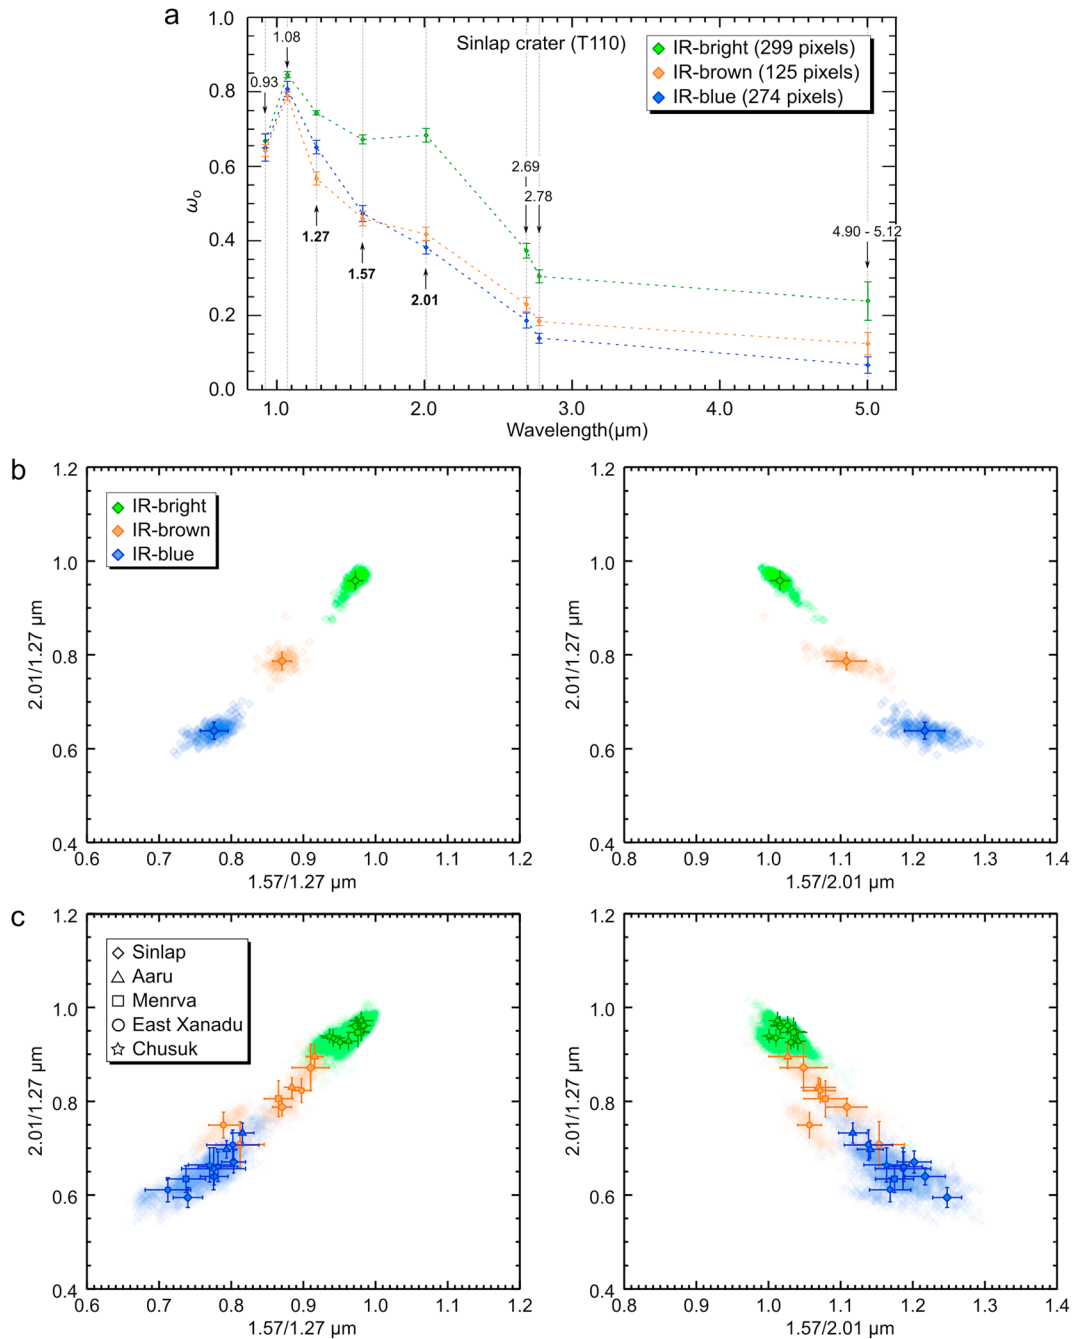 a
Sinlap crater (T110)
IR-bright (299 pixels)
IR-brown (125 pixels)
IR-blue (274 pixels)
1.0
0.8
0.6
0.4
0.2
0.0
ω₀
0.93
1.08
1.27
1.57
2.01
2.69
2.78
4.90 - 5.12
1.0 2.0 3.0 4.0 5.0
Wavelength(μm)
b
IR-bright
IR-brown
IR-blue
1.2
1.0
0.8
0.6
0.4
2.01/1.27 μm
0.6 0.7 0.8 0.9 1.0 1.1 1.2
1.57/1.27 μm
1.2
1.0
0.8
0.6
0.4
2.01/1.27 μm
0.8 0.9 1.0 1.1 1.2 1.3 1.4
1.57/2.01 μm
c
Sinlap
Aaru
Menrva
East Xanadu
Chusuk
1.2
1.0
0.8
0.6
0.4
2.01/1.27 μm
0.6 0.7 0.8 0.9 1.0 1.1 1.2
1.57/1.27 μm
1.2
1.0
0.8
0.6
0.4
2.01/1.27 μm
0.8 0.9 1.0 1.1 1.2 1.3 1.4
1.57/2.01 μm